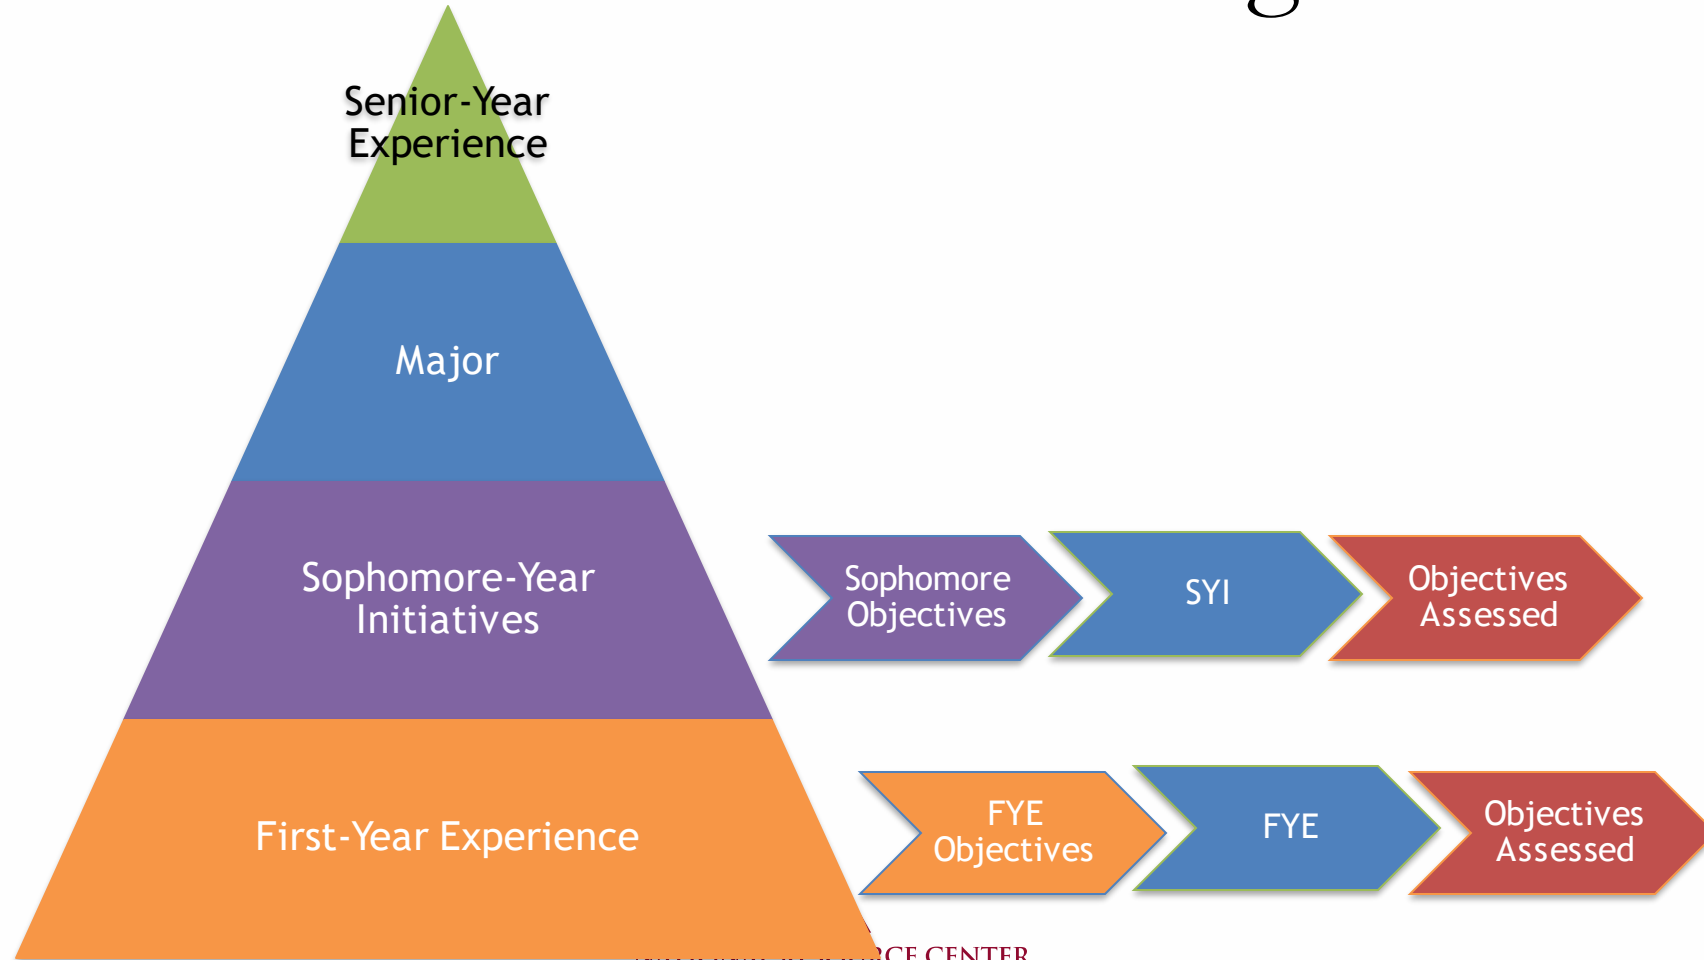 Senior-Year
Experience
Major
Sophomore-Year
Initiatives
Sophomore
Objectives
SYI
Objectives
Assessed
First-Year Experience
FYE
Objectives
FYE
Objectives
Assessed
CENTER